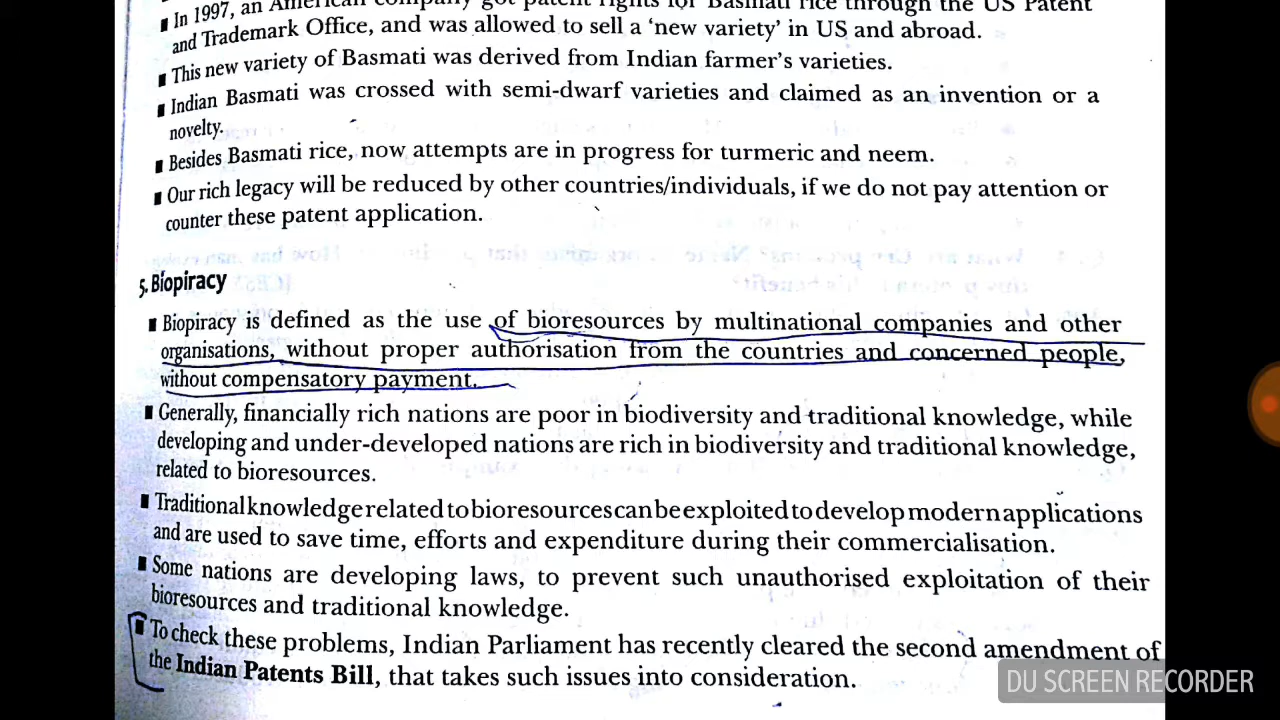 In 1997, an American company got patent rights for Basmati rice through the US Patent
and Trademark Office, and was allowed to sell a ‘new variety’ in US and abroad.
This new variety of Basmati was derived from Indian farmer’s varieties.
Indian Basmati was crossed with semi-dwarf varieties and claimed as an invention or a
novelty.
Besides Basmati rice, now attempts are in progress for turmeric and neem.
Our rich legacy will be reduced by other countries/individuals, if we do not pay attention or
counter these patent application.
5. Biopiracy
Biopiracy is defined as the use of bioresources by multinational companies and other
organisations, without proper authorisation from the countries and concerned people,
without compensatory payment.
Generally, financially rich nations are poor in biodiversity and traditional knowledge, while
developing and under-developed nations are rich in biodiversity and traditional knowledge,
related to bioresources.
Traditional knowledge related to bioresources can be exploited to develop modern applications
and are used to save time, efforts and expenditure during their commercialisation.
Some nations are developing laws, to prevent such unauthorised exploitation of their
bioresources and traditional knowledge.
To check these problems, Indian Parliament has recently cleared the second amendment of
the Indian Patents Bill, that takes such issues into consideration.
DU SCREEN RECORDER